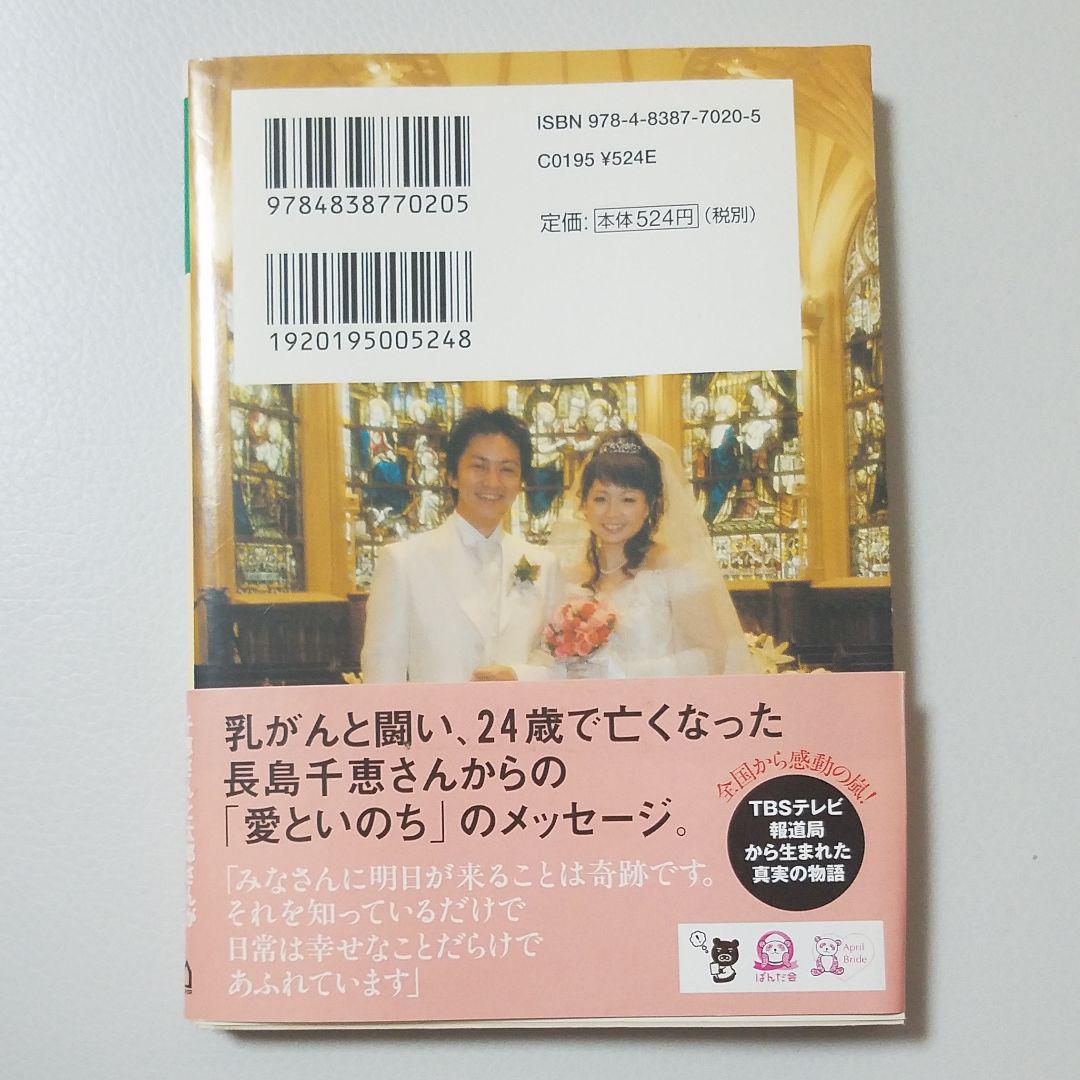 ISBN 978-4-8387-7020-5
C0195 ¥524E
定価: 本体524円 (税別)
9784838770205
1920195005248
乳がんと闘い、24歳で亡くなった
長島千恵さんからの
「愛といのち」のメッセージ。
「みなさんに明日が来ることは奇跡です。
それを知っているだけで
日常は幸せなことだらけで
あふれています」
全国から感動の嵐!
TBSテレビ
報道局
から生まれた
真実の物語
ぱんだ会
April
Bride